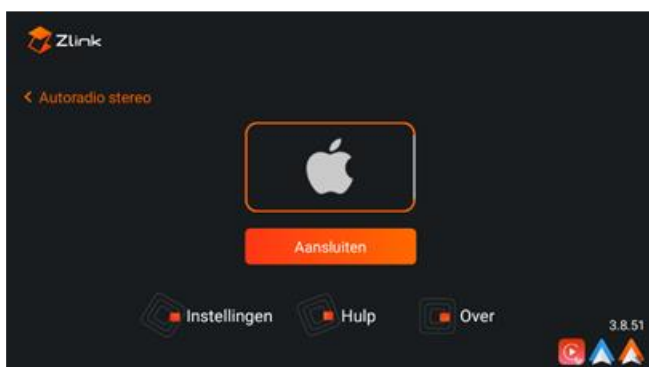 Zlink
Autoradio stereo
Aansluiten
Instellingen Hulp Over
3.8.51